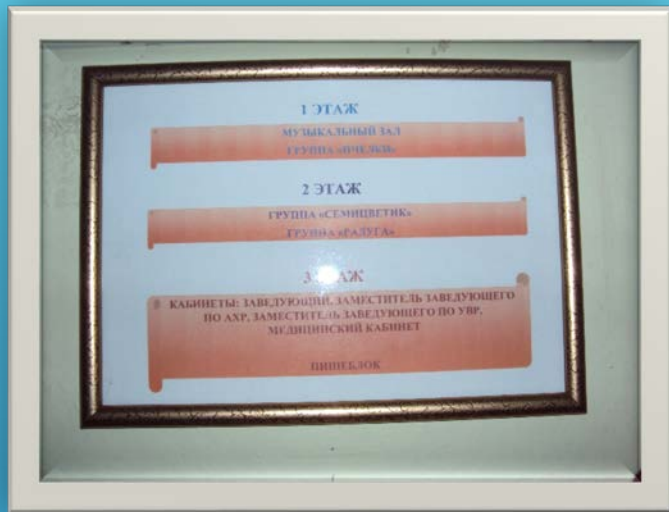 1 ЭТАЖ
МУЗЫКАЛЬНЫЙ ЗАЛ
ГРУППА «ПЧЕЛКИ»
2 ЭТАЖ
ГРУППА «СЕМИЦВЕТИК»
ГРУППА «РАДУГА»
3 ЭТАЖ
КАБИНЕТЫ: ЗАВЕДУЮЩИЙ, ЗАМЕСТИТЕЛЬ ЗАВЕДУЮЩЕГО
ПО АХР, ЗАМЕСТИТЕЛЬ ЗАВЕДУЮЩЕГО ПО УВР,
МЕДИЦИНСКИЙ КАБИНЕТ
ПИЩЕБЛОК